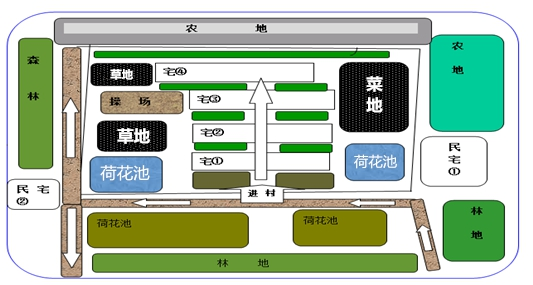 农 地
森
林
农
地
草地
宅④
操 场
宅③
菜
地
草地
宅②
荷花池
宅①
荷花池
民
宅
①
民 宅
②
进 村
荷花池
荷花池
林
地
林 地